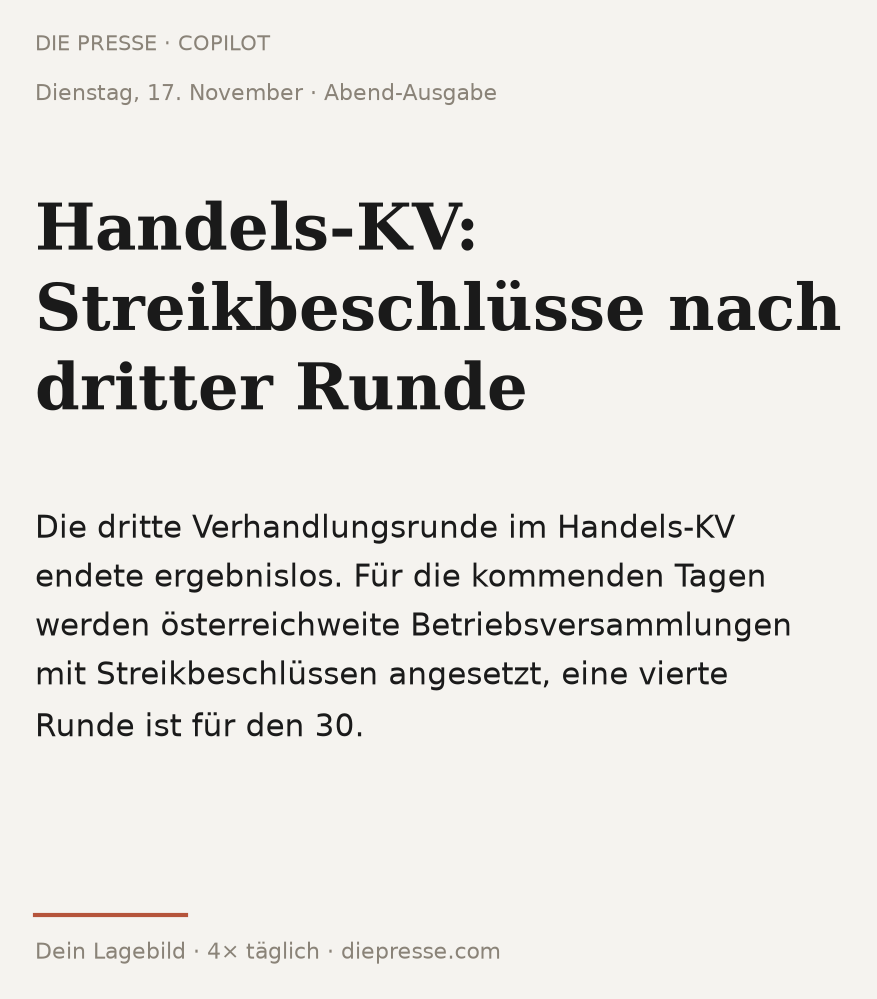 DIE PRESSE · COPILOT
Dienstag, 17. November · Abend-Ausgabe
Handels-KV:
Streikbeschlüsse nach
dritter Runde
Die dritte Verhandlungsrunde im Handels-KV
endete ergebnislos. Für die kommenden Tagen
werden österreichweite Betriebsversammlungen
mit Streikbeschlüssen angesetzt, eine vierte
Runde ist für den 30.
Dein Lagebild · 4× täglich · diepresse.com